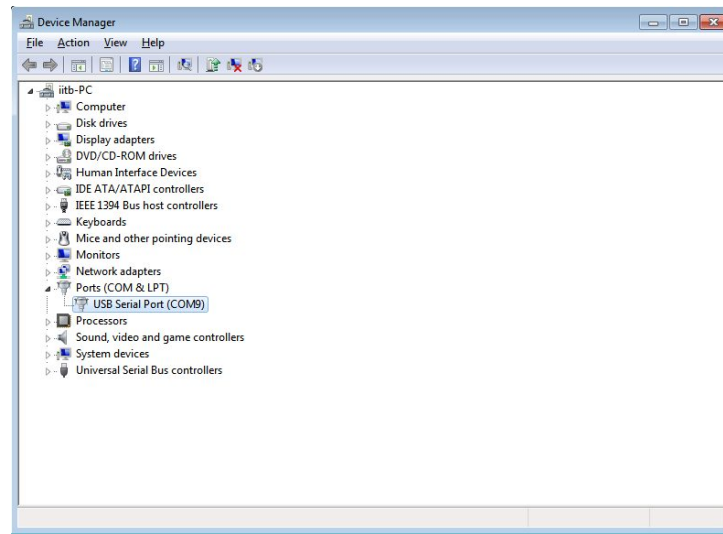 Device Manager
File Action View Help
iitb-PC
Computer
Disk drives
Display adapters
DVD/CD-ROM drives
Human Interface Devices
IDE ATA/ATAPI controllers
IEEE 1394 Bus host controllers
Keyboards
Mice and other pointing devices
Monitors
Network adapters
Ports (COM & LPT)
USB Serial Port (COM9)
Processors
Sound, video and game controllers
System devices
Universal Serial Bus controllers